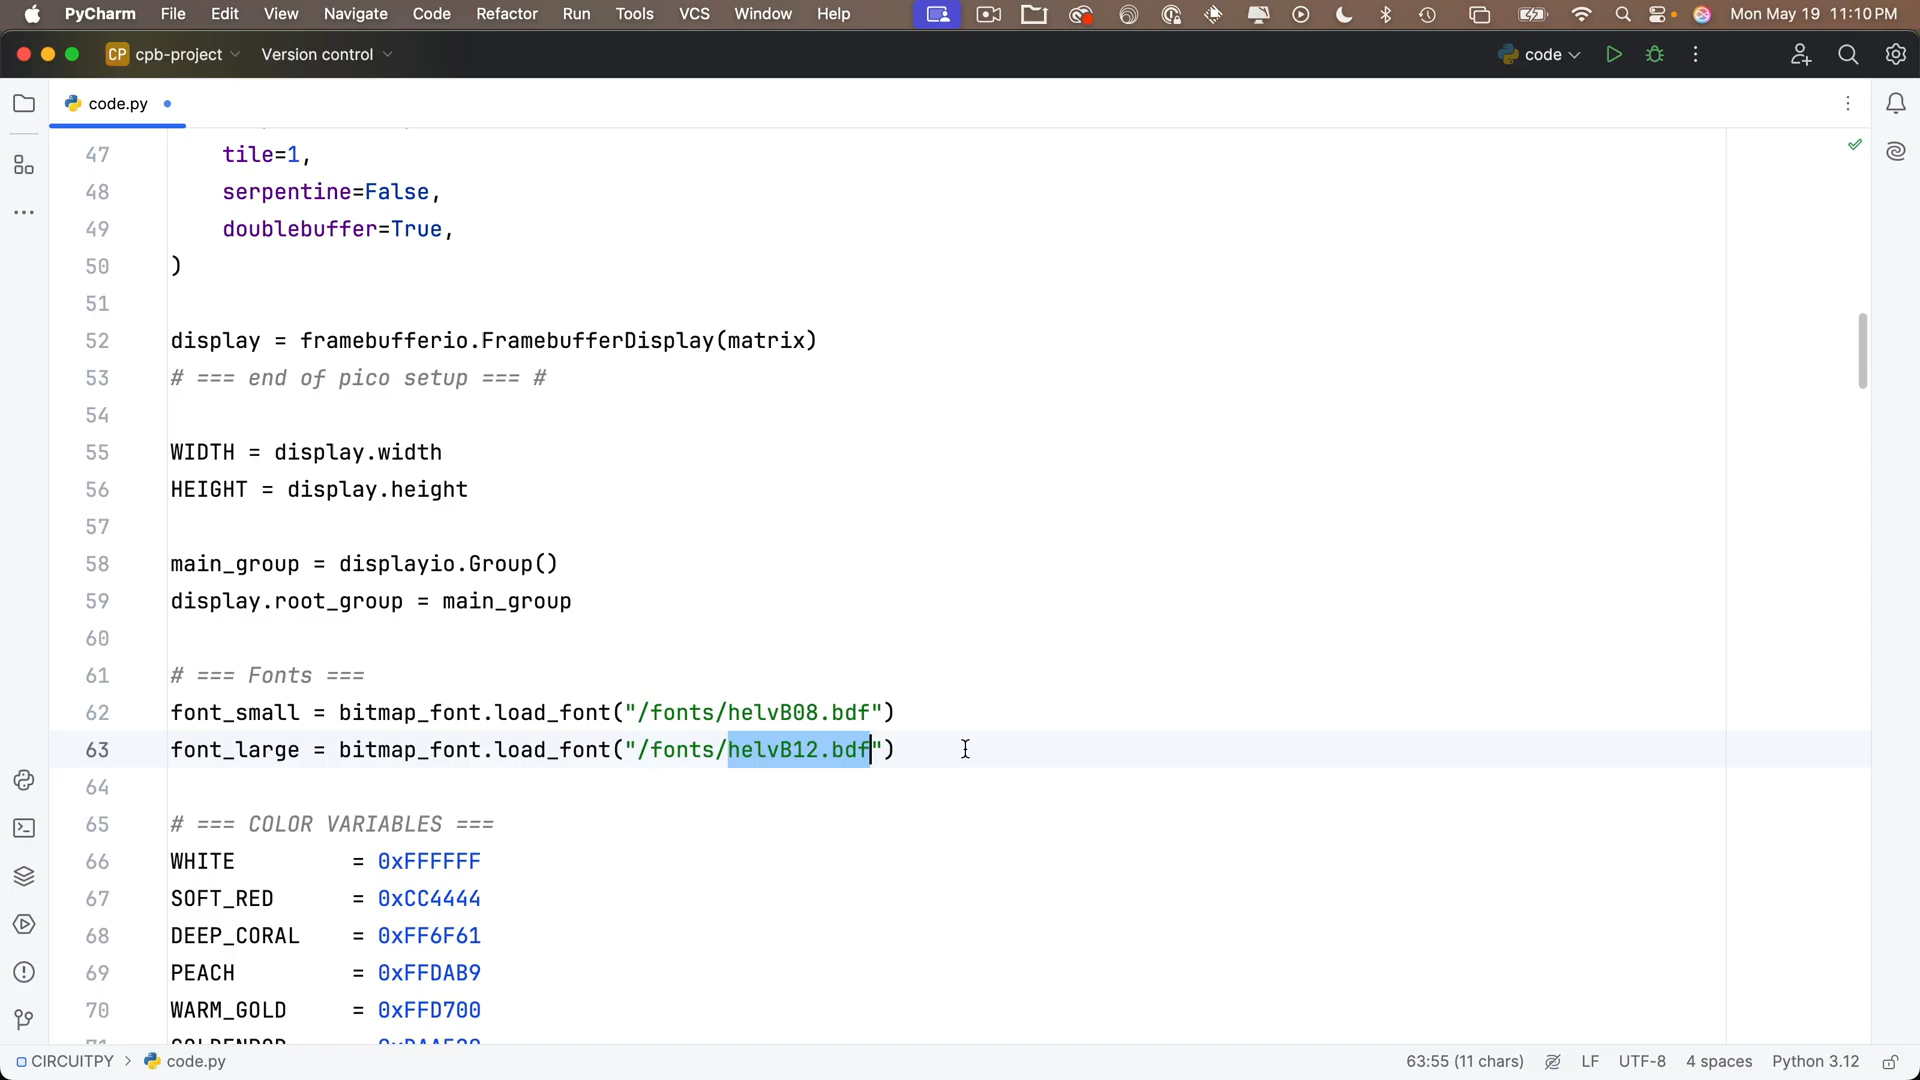 PyCharm File Edit View Navigate Code Refactor Run Tools VCS Window Help Mon May 19 11:10 PM
CP cpb-project Version control code
code.py
47 tile=1,
48 serpentine=False,
49 doublebuffer=True,
50 )
51
52 display = framebufferio.FramebufferDisplay(matrix)
53 # === end of pico setup === #
54
55 WIDTH = display.width
56 HEIGHT = display.height
57
58 main_group = displayio.Group()
59 display.root_group = main_group
60
61 # === Fonts ===
62 font_small = bitmap_font.load_font("/fonts/helvB08.bdf")
63 font_large = bitmap_font.load_font("/fonts/helvB12.bdf")
64
65 # === COLOR VARIABLES ===
66 WHITE = 0xFFFFFF
67 SOFT_RED = 0xCC4444
68 DEEP_CORAL = 0xFF6F61
69 PEACH = 0xFFDAB9
70 WARM_GOLD = 0xFFD700
CIRCUITPY > code.py 63:55 (11 chars) LF UTF-8 4 spaces Python 3.12